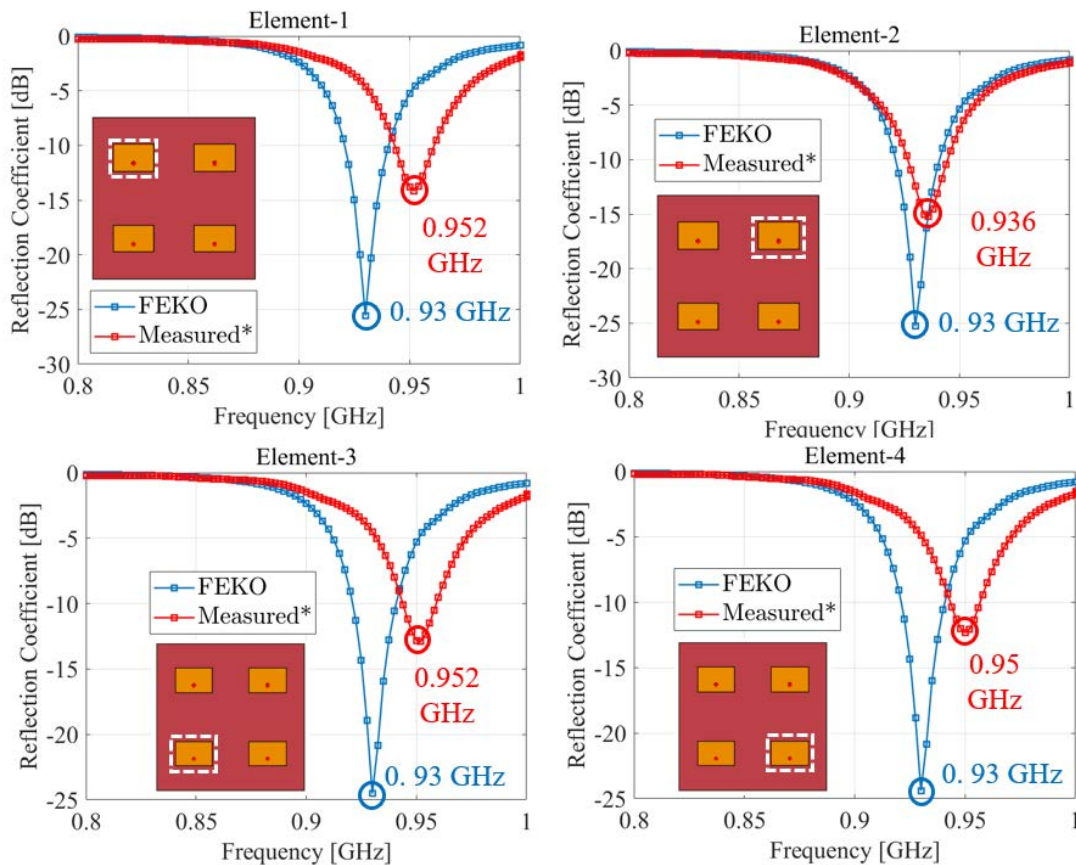 Element-1
Reflection Coefficient [dB]
0
-5
-10
-15
-20
-25
-30
FEKO
Measured*
0.952
GHz
0. 93 GHz
0.8
0.85
0.9
0.95
1
Frequency [GHz]
Element-2
Reflection Coefficient [dB]
0
-5
-10
-15
-20
-25
-30
FEKO
Measured*
0.936
GHz
0. 93 GHz
0.8
0.85
0.9
0.95
1
Frequency [GHz]
Element-3
Reflection Coefficient [dB]
0
-5
-10
-15
-20
-25
FEKO
Measured*
0.952
GHz
0. 93 GHz
0.8
0.85
0.9
0.95
1
Frequency [GHz]
Element-4
Reflection Coefficient [dB]
0
-5
-10
-15
-20
-25
FEKO
Measured*
0.95
GHz
0. 93 GHz
0.8
0.85
0.9
0.95
1
Frequency [GHz]